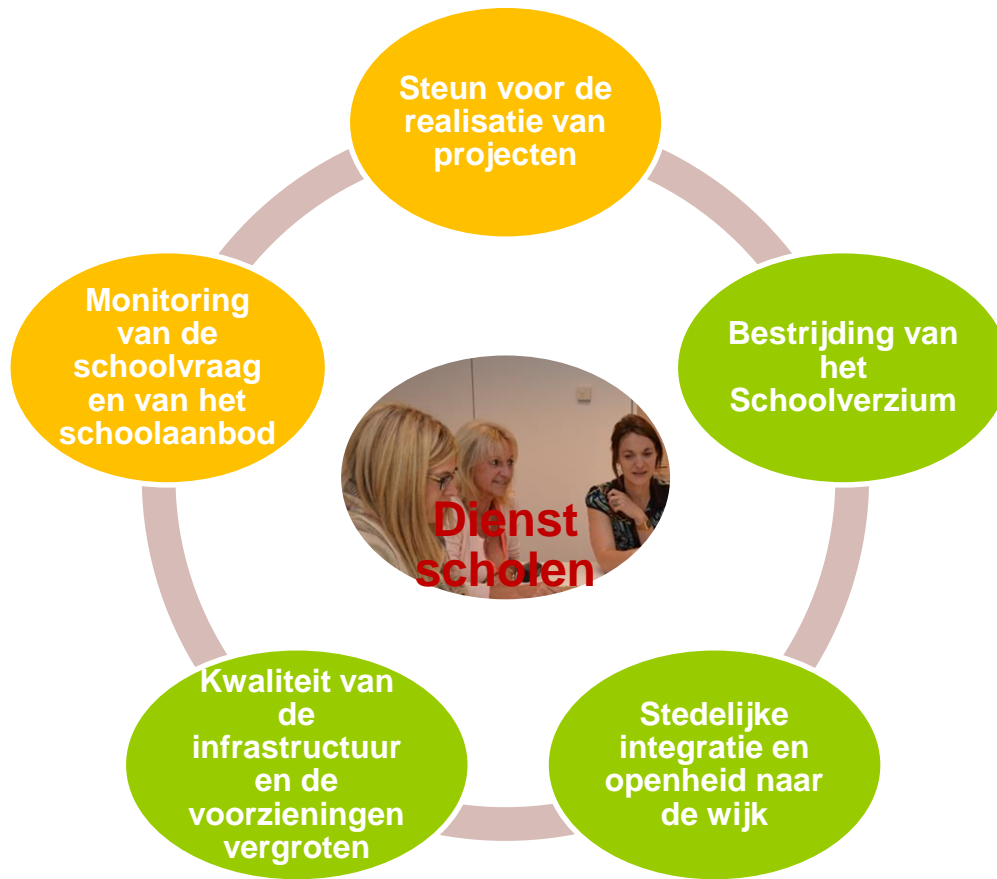 Steun voor de
realisatie van
projecten
Bestrijding van
het
Schoolverzium
Stedelijke
integratie en
openheid naar
de wijk
Kwaliteit van
de
infrastructuur
en de
voorzieningen
vergroten
Monitoring
van de
schoolvraag
en van het
schoolaanbod
Dienst
scholen